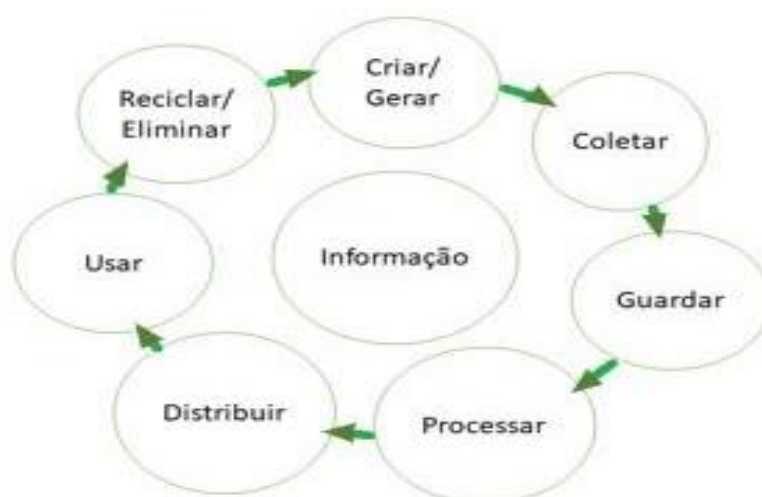 Criar/
Gerar
Coletar
Guardar
Processar
Distribuir
Usar
Reciclar/
Eliminar
Informação